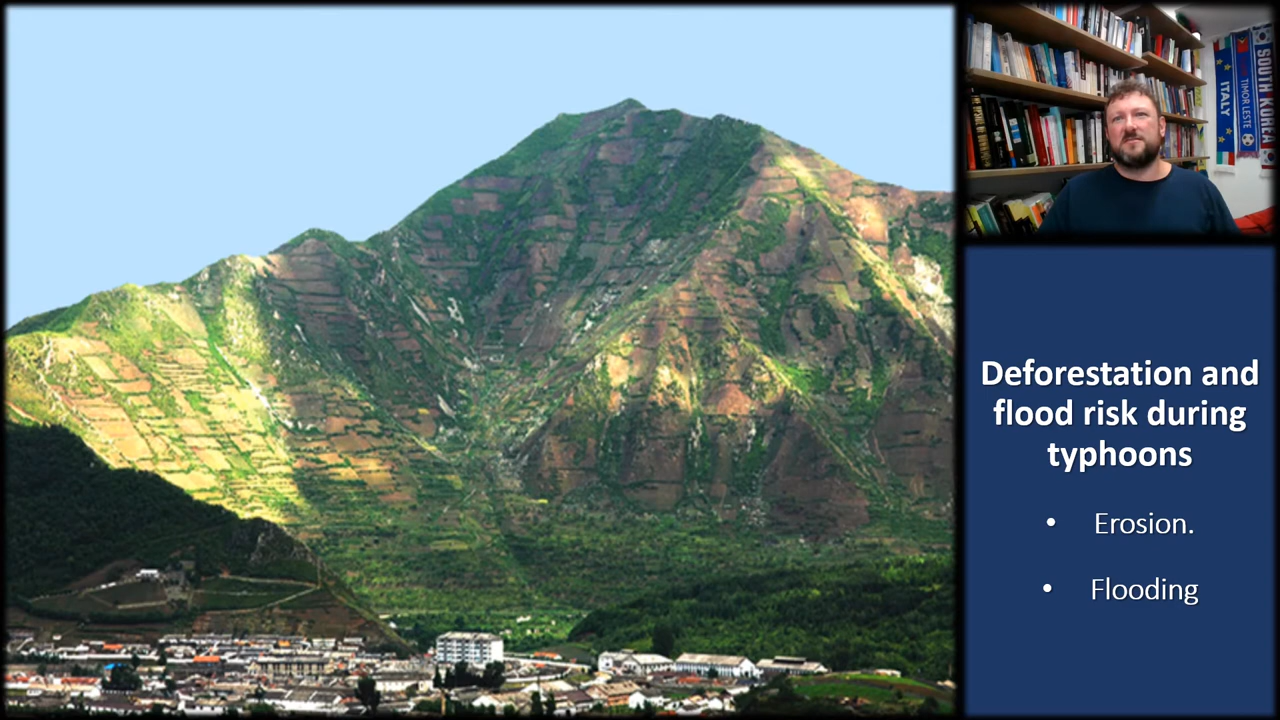 ITALY
TIMOR LESTE
SOUTH KOREA
Deforestation and
flood risk during
typhoons
• Erosion.
• Flooding